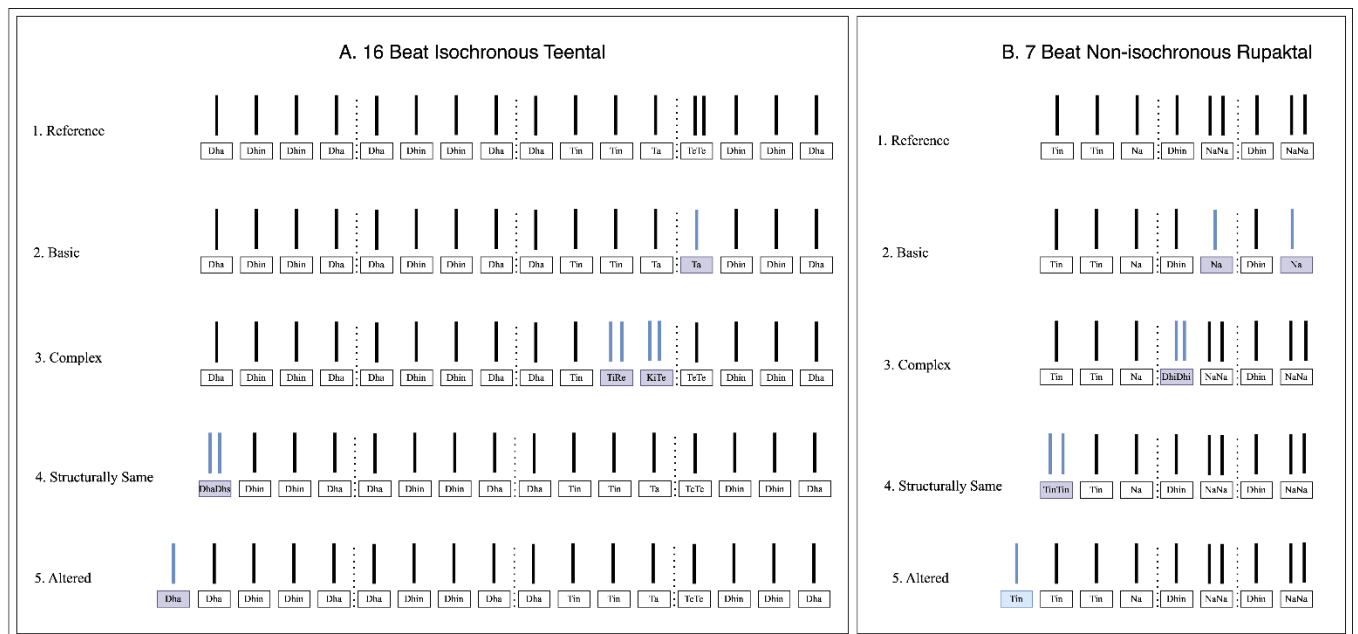 A. 16 Beat Isochronous Teental
1. Reference
Dha Dhin Dhin Dha Dha Dhin Dhin Dha Dha Tin Tin Ta TeTe Dhin Dhin Dha
2. Basic
Dha Dhin Dhin Dha Dha Dhin Dhin Dha Dha Tin Tin Ta Ta Dhin Dhin Dha
3. Complex
Dha Dhin Dhin Dha Dha Dhin Dhin Dha Dha Tin TiRe KiTe TeTe Dhin Dhin Dha
4. Structurally Same
DhaDhs Dhin Dhin Dha Dha Dhin Dhin Dha Dha Tin Tin Ta TeTe Dhin Dhin Dha
5. Altered
Dha Dha Dhin Dhin Dha Dha Dhin Dhin Dha Dha Tin Tin Ta TeTe Dhin Dhin Dha
B. 7 Beat Non-isochronous Rupaktal
1. Reference
Tin Tin Na Dhin NaNa Dhin NaNa
2. Basic
Tin Tin Na Dhin Na Dhin Na
3. Complex
Tin Tin Na DhiDhi NaNa Dhin NaNa
4. Structurally Same
TinTin Tin Na Dhin NaNa Dhin NaNa
5. Altered
Tin Tin Tin Na Dhin NaNa Dhin NaNa